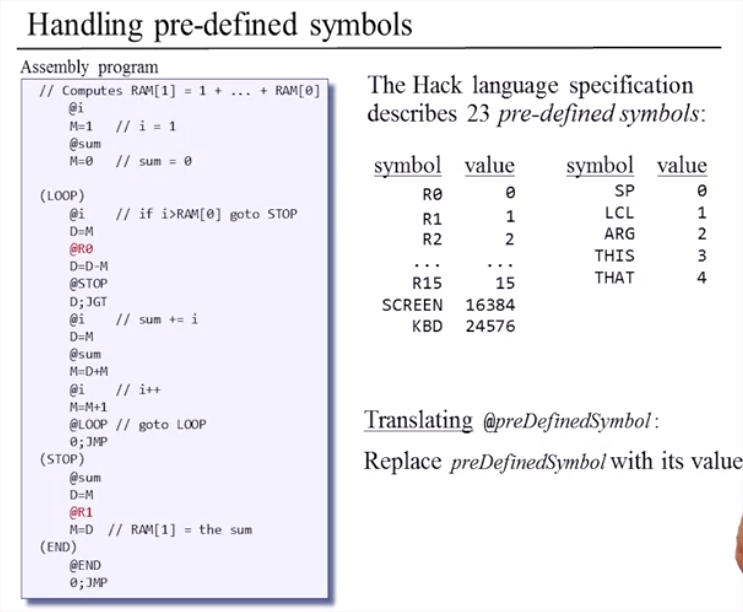 Handling pre-defined symbols
Assembly program
// Computes RAM[1] = 1 + ... + RAM[0]
@i
M=1 // i = 1
@sum
M=0 // sum = 0
(LOOP)
@i // if i>RAM[0] goto STOP
D=M
@R0
D=D-M
@STOP
D;JGT
@i // sum += i
D=M
@sum
M=D+M
@i // i++
M=M+1
@LOOP // goto LOOP
0;JMP
(STOP)
@sum
D=M
@R1
M=D // RAM[1] = the sum
(END)
@END
0;JMP
The Hack language specification
describes 23 pre-defined symbols:
symbol value
R0 0
R1 1
R2 2
... ...
R15 15
SCREEN 16384
KBD 24576
symbol value
SP 0
LCL 1
ARG 2
THIS 3
THAT 4
Translating @preDefinedSymbol:
Replace preDefinedSymbol with its value